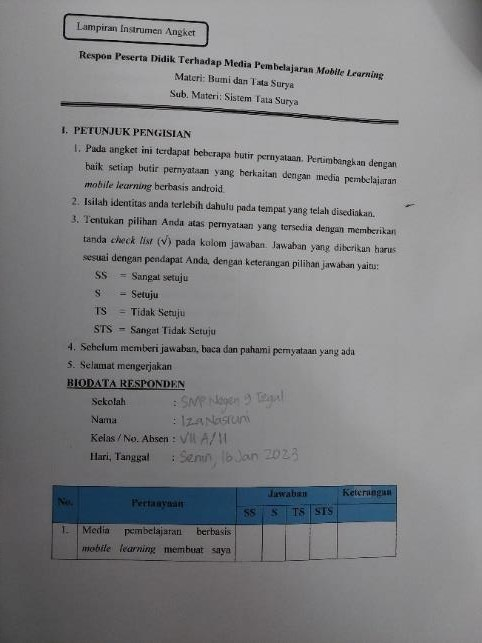 Lampiran Instrumen Angket
Respon Peserta Didik Terhadap Media Pembelajaran Mobile Learning
Materi: Bumi dan Tata Surya
Sub. Materi: Sistem Tata Surya
I. PETUNJUK PENGISIAN
1. Pada angket ini terdapat beberapa butir pernyataan. Pertimbangkan dengan
baik setiap butir pernyataan yang berkaitan dengan media pembelajaran
mobile learning berbasis android.
2. Isilah identitas anda terlebih dahulu pada tempat yang telah disediakan.
3. Tentukan pilihan Anda atas pernyataan yang tersedia dengan memberikan
tanda check list (√) pada kolom jawaban. Jawaban yang diberikan harus
sesuai dengan pendapat Anda, dengan keterangan pilihan jawaban yaitu:
SS = Sangat setuju
S = Setuju
TS = Tidak Setuju
STS = Sangat Tidak Setuju
4. Sebelum memberi jawaban, baca dan pahami pernyataan yang ada
5. Selamat mengerjakan
BIODATA RESPONDEN
Sekolah : SMP Negeri 9 Tegal
Nama : Iza Nasrum
Kelas / No. Absen : VII A/11
Hari, Tanggal : Senin, 16 Jan 2023
No. Pertanyaan Jawaban Keterangan
SS S TS STS
1. Media pembelajaran berbasis
mobile learning membuat saya